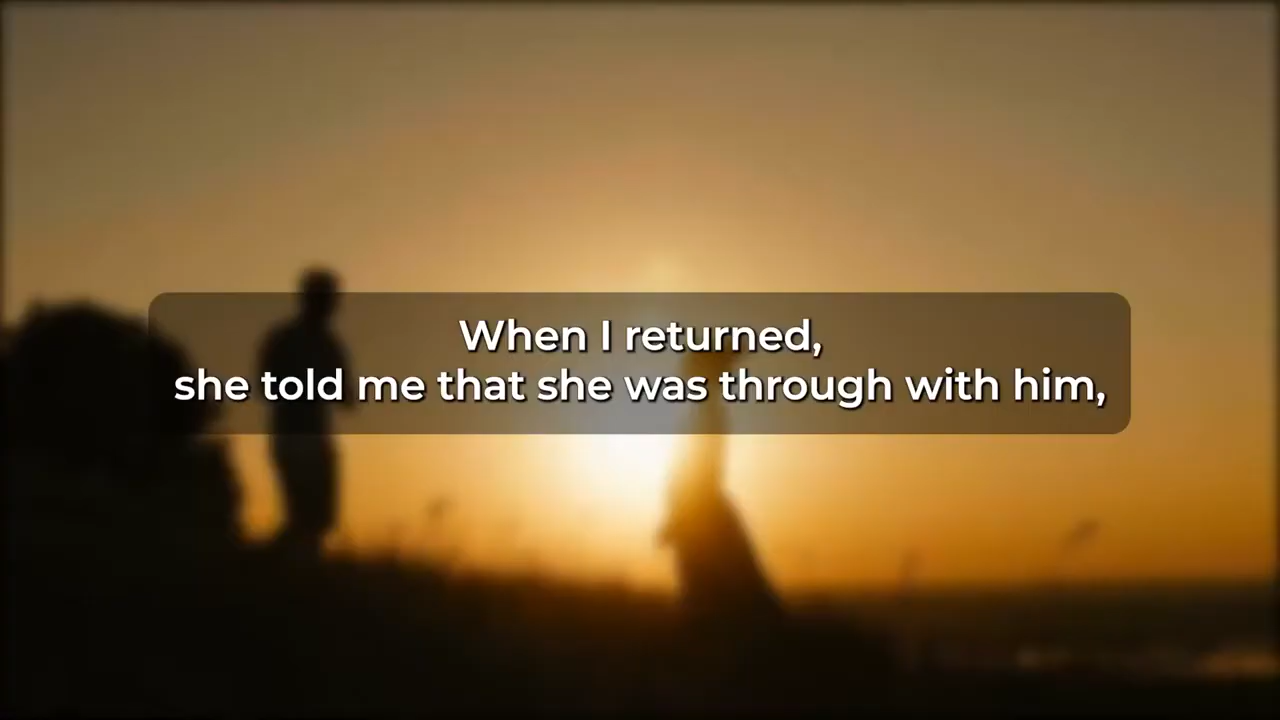 When I returned,
she told me that she was through with him,